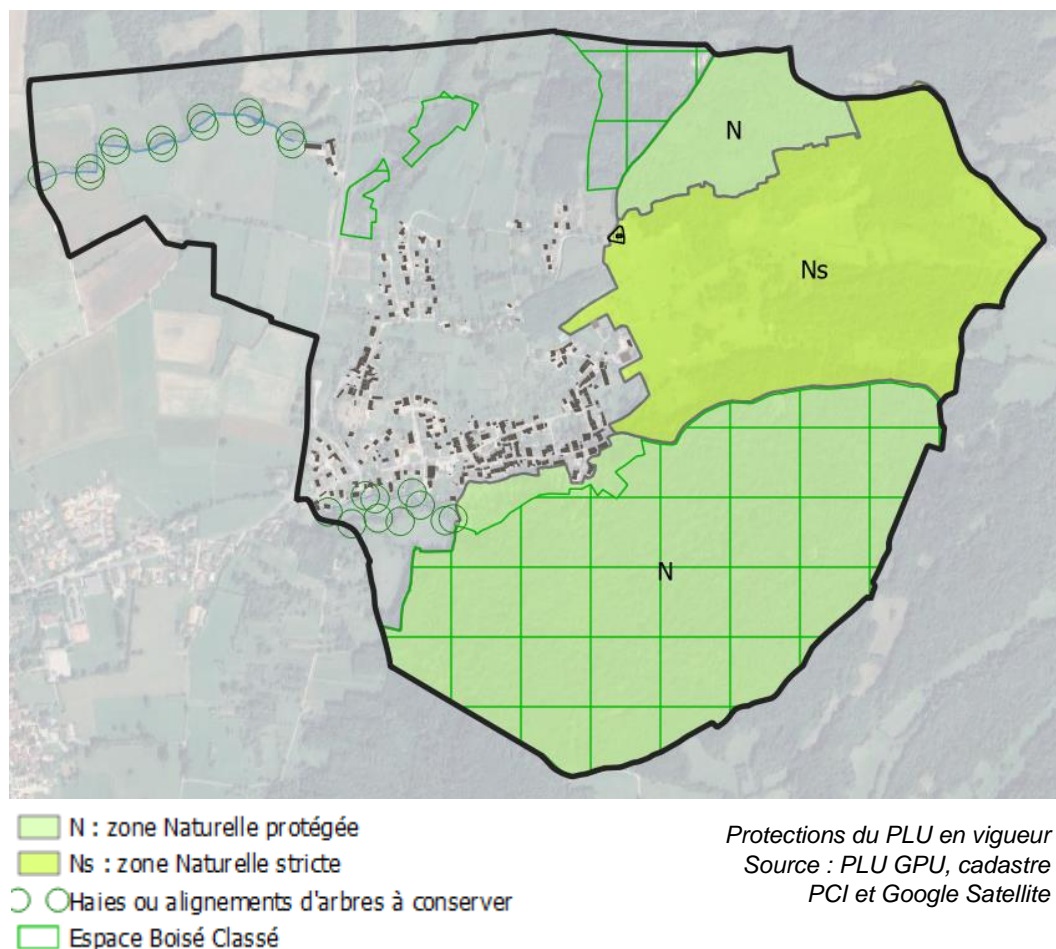 N
Ns
N
N : zone Naturelle protégée
Ns : zone Naturelle stricte
Haies ou alignements d'arbres à conserver
Espace Boisé Classé
Protections du PLU en vigueur
Source : PLU GPU, cadastre
PCI et Google Satellite